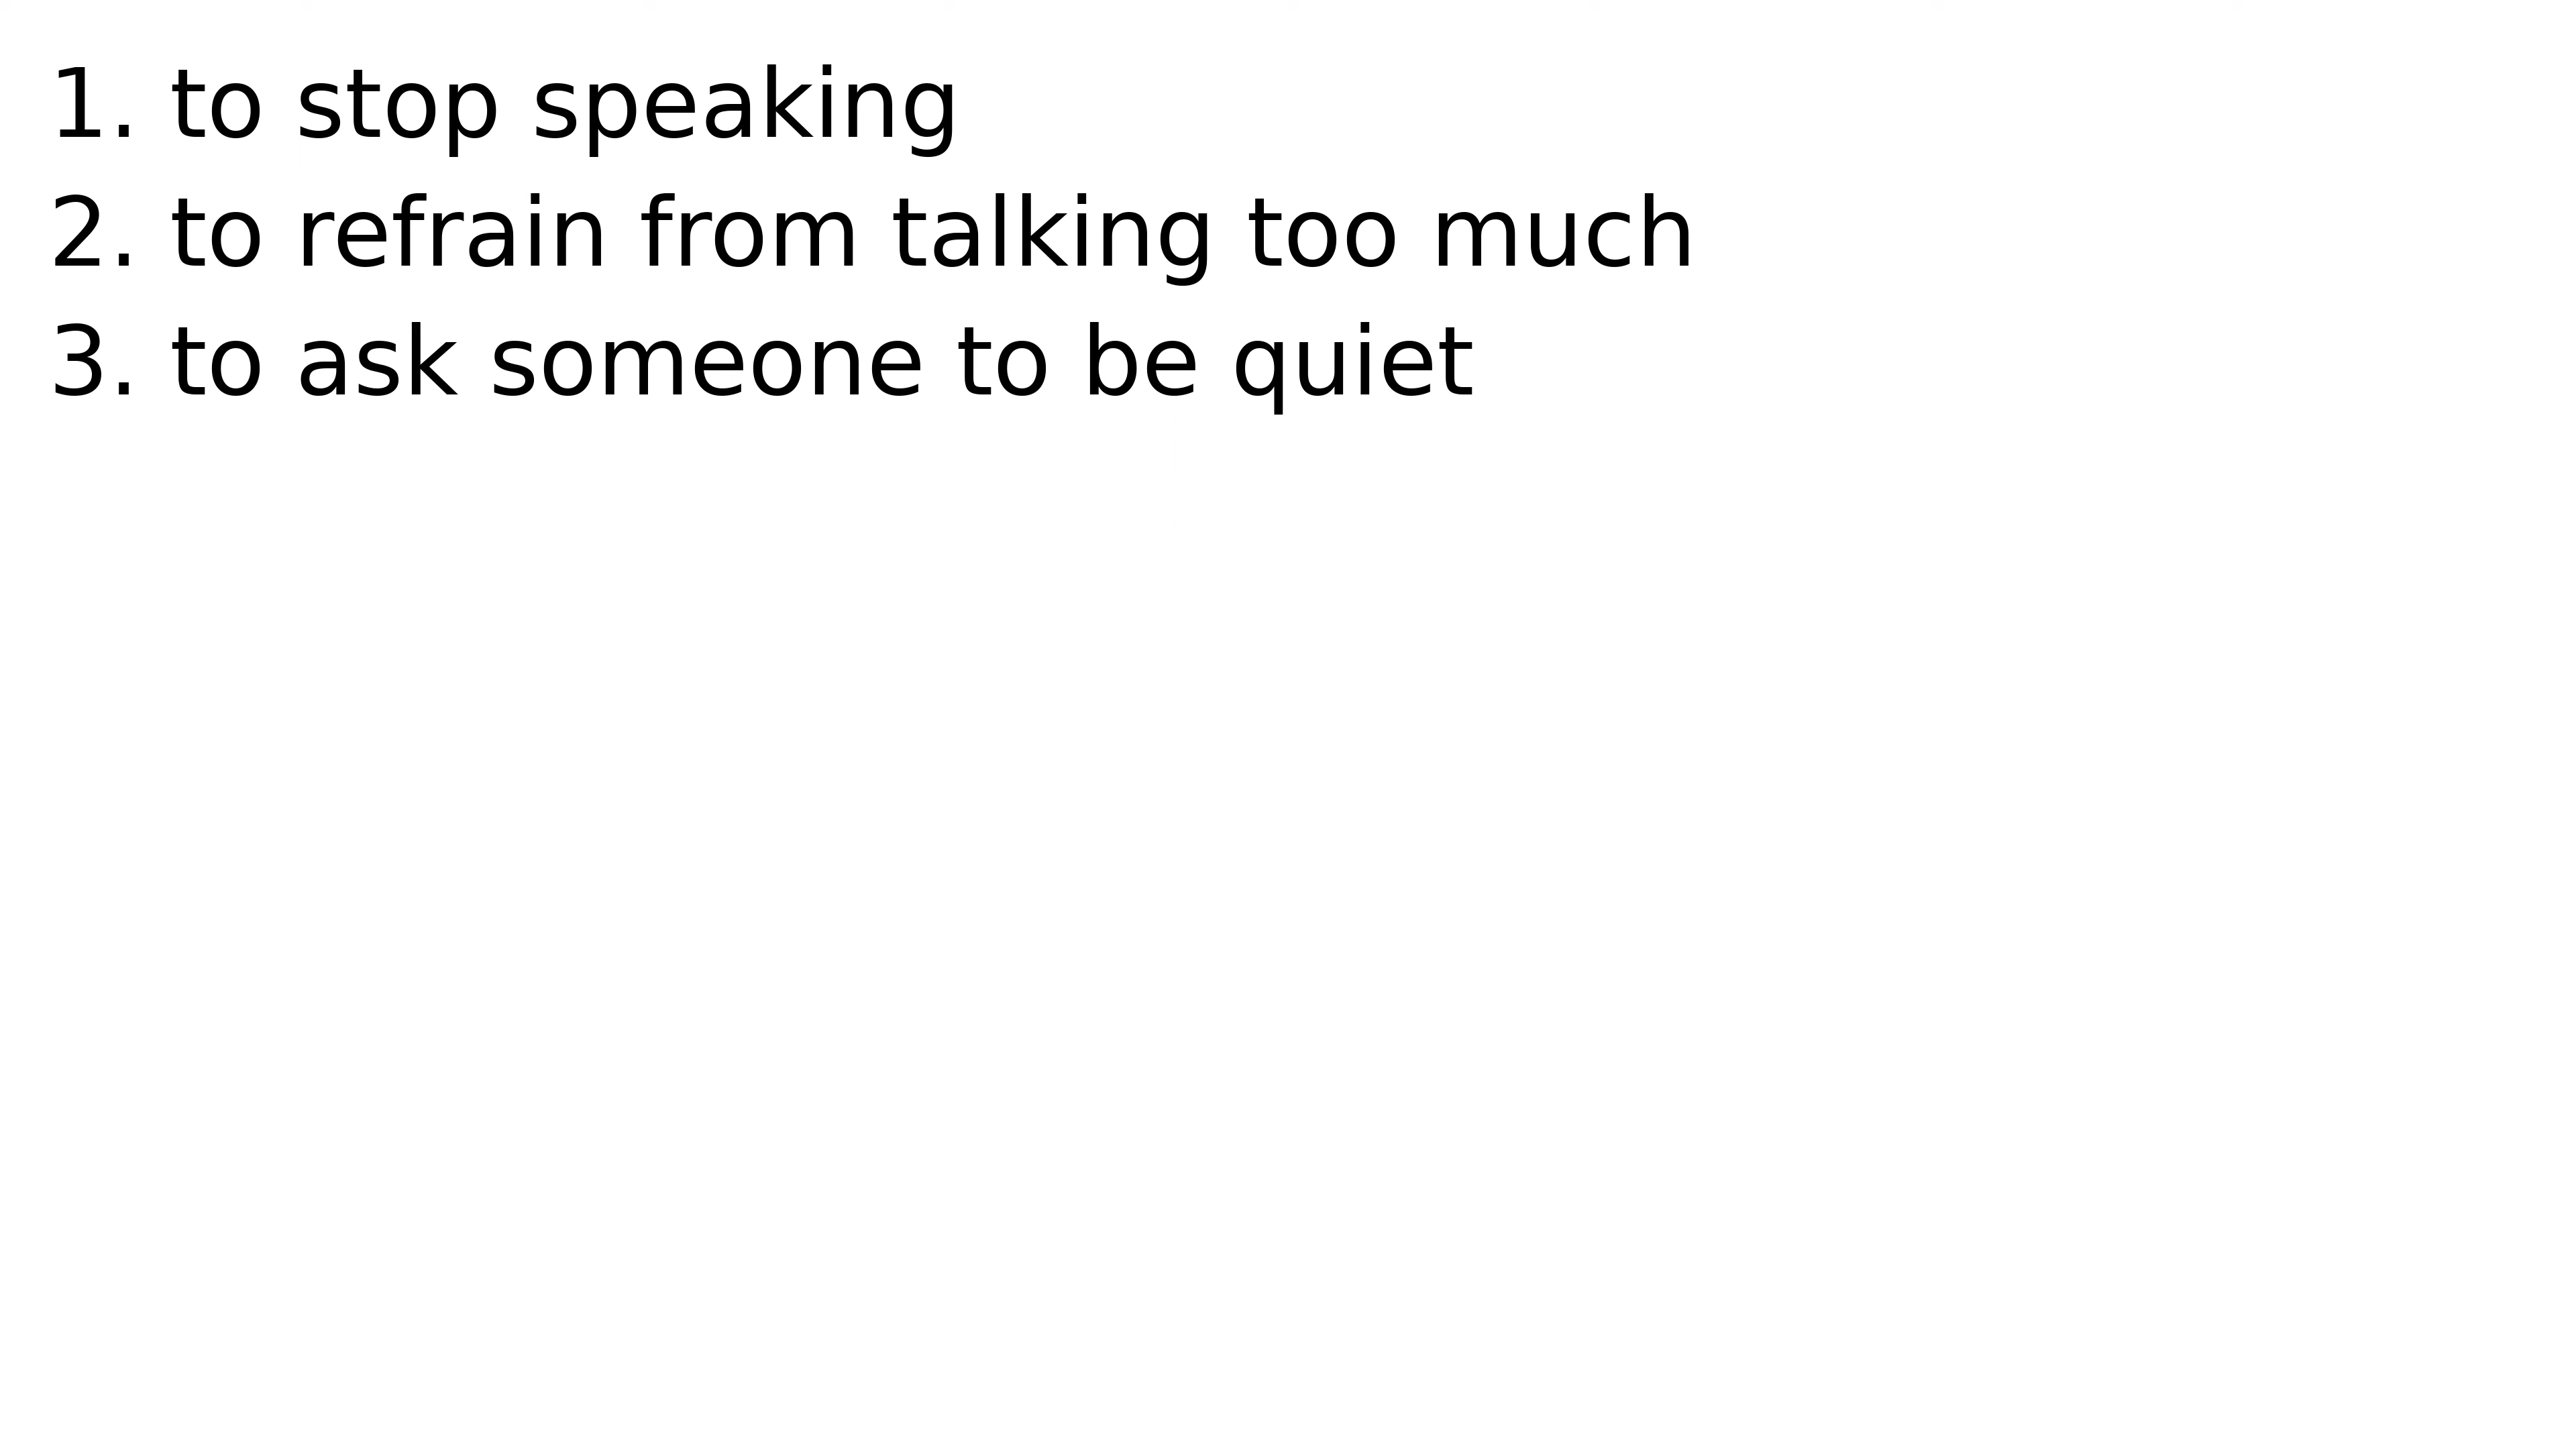 1. to stop speaking
2. to refrain from talking too much
3. to ask someone to be quiet